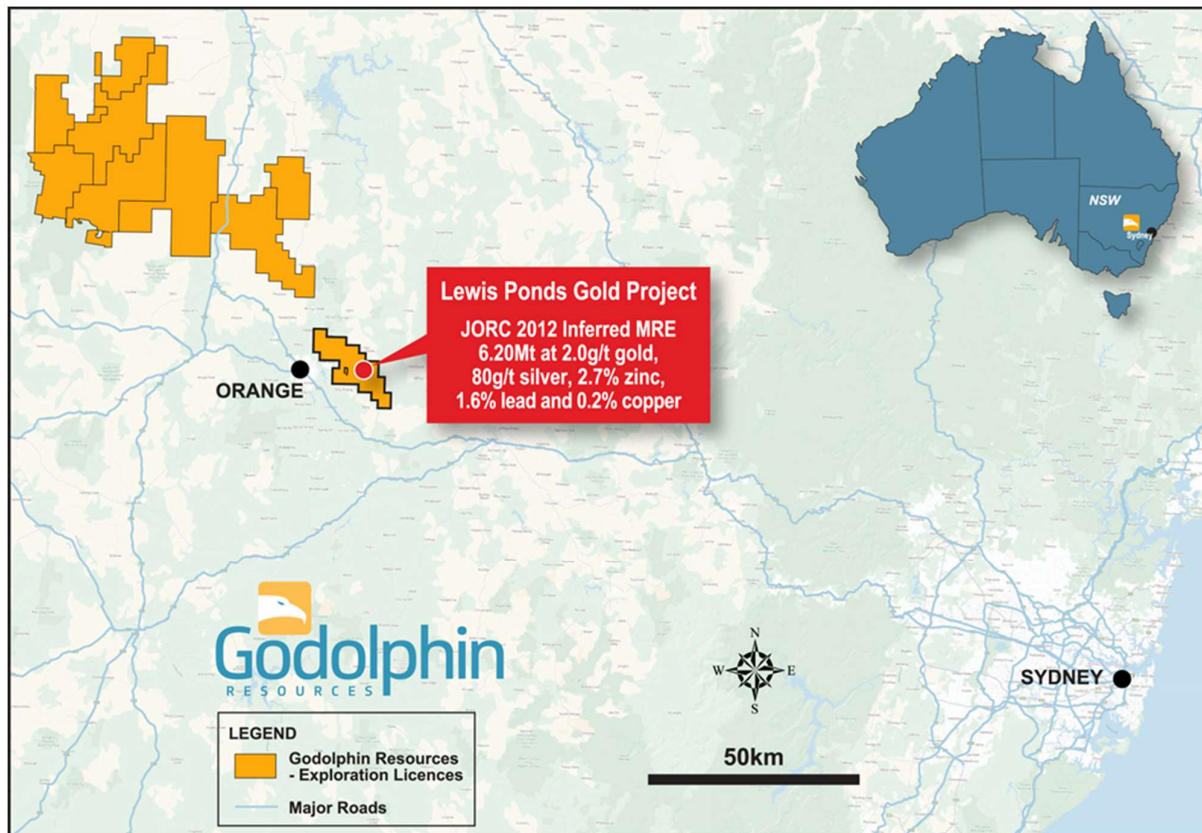 NSW
Sydney
Lewis Ponds Gold Project
JORC 2012 Inferred MRE
6.20Mt at 2.0g/t gold,
80g/t silver, 2.7% zinc,
1.6% lead and 0.2% copper
ORANGE
Godolphin
RESOURCES
N
W E
S
SYDNEY
50km
LEGEND
Godolphin Resources
- Exploration Licences
Major Roads